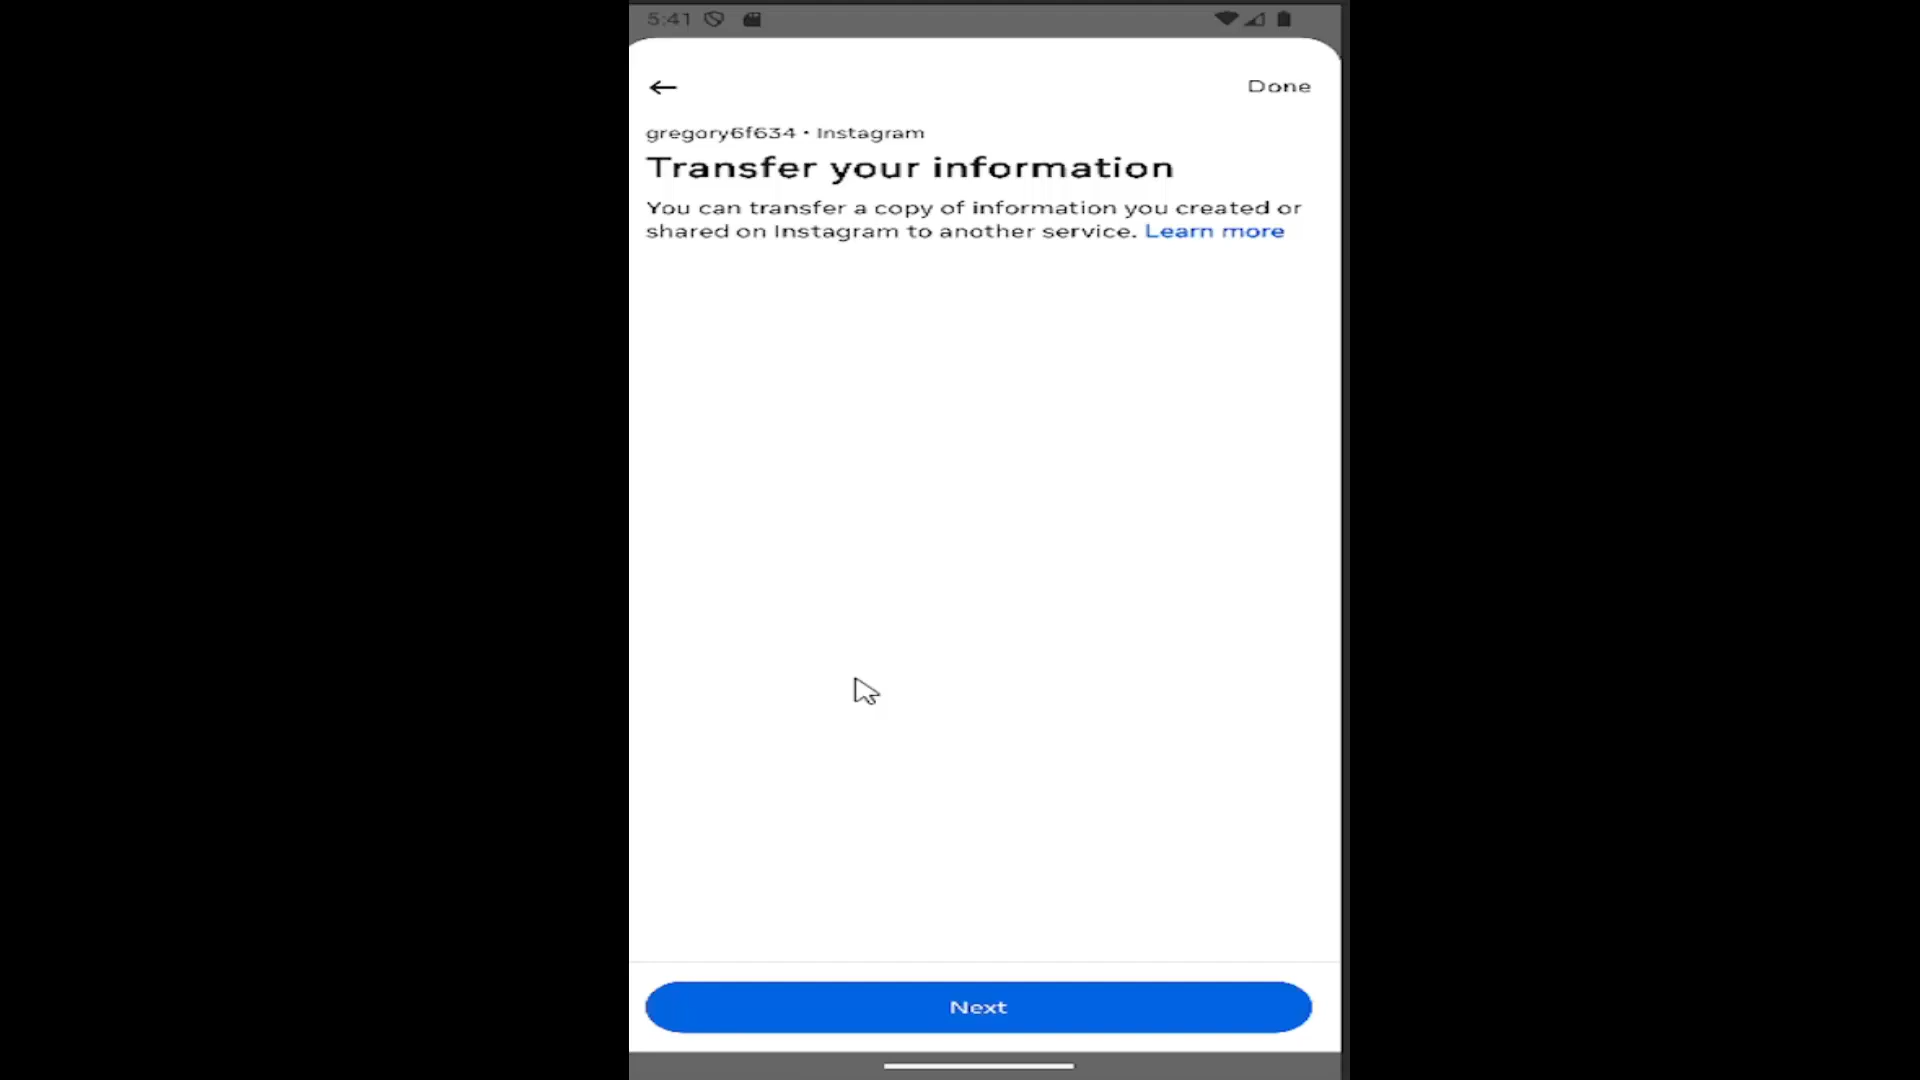 5:41
Done
gregory6f634 • Instagram
Transfer your information
You can transfer a copy of information you created or
shared on Instagram to another service. Learn more
Next